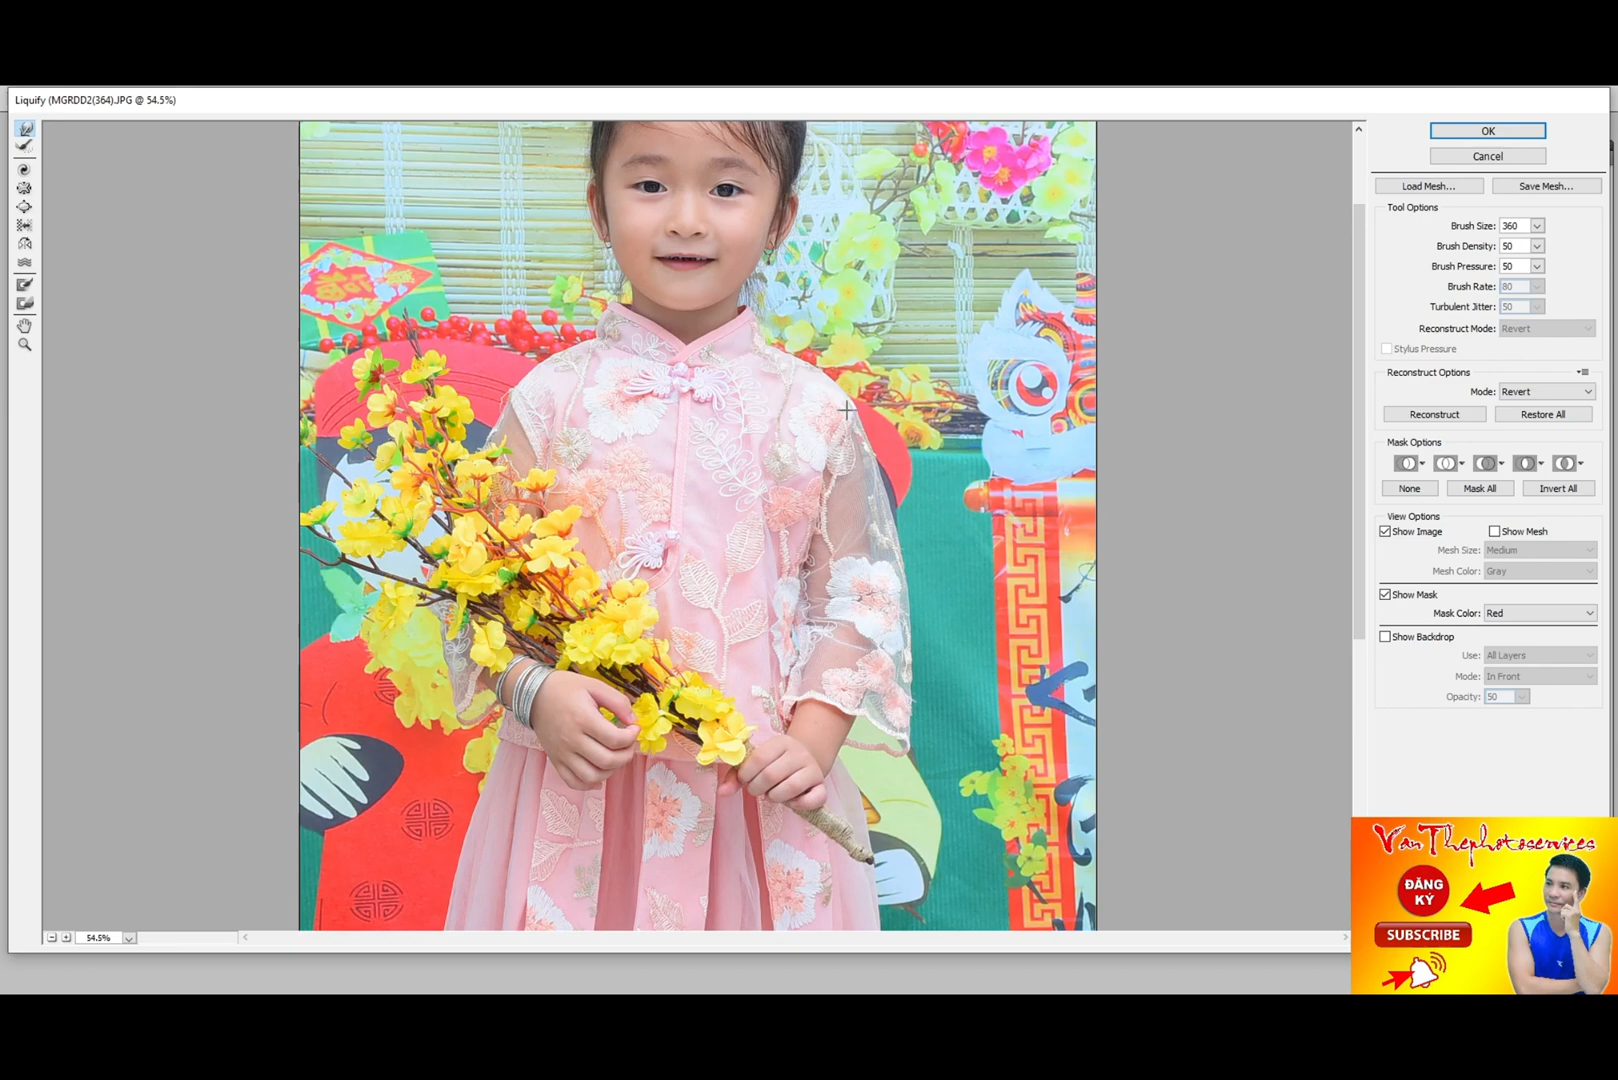 Liquify (MGRDD2(364).JPG @ 54.5%)
OK
Cancel
Load Mesh...
Save Mesh...
Tool Options
Brush Size: 360
Brush Density: 50
Brush Pressure: 50
Brush Rate: 80
Turbulent Jitter: 50
Reconstruct Mode: Revert
Stylus Pressure
Reconstruct Options
Mode: Revert
Reconstruct
Restore All
Mask Options
None
Mask All
Invert All
View Options
Show Image
Show Mesh
Mesh Size: Medium
Mesh Color: Gray
Show Mask
Mask Color: Red
Show Backdrop
Use: All Layers
Mode: In Front
Opacity: 50
54.5%
Van Thephotoservices
ĐĂNG
KÝ
SUBSCRIBE